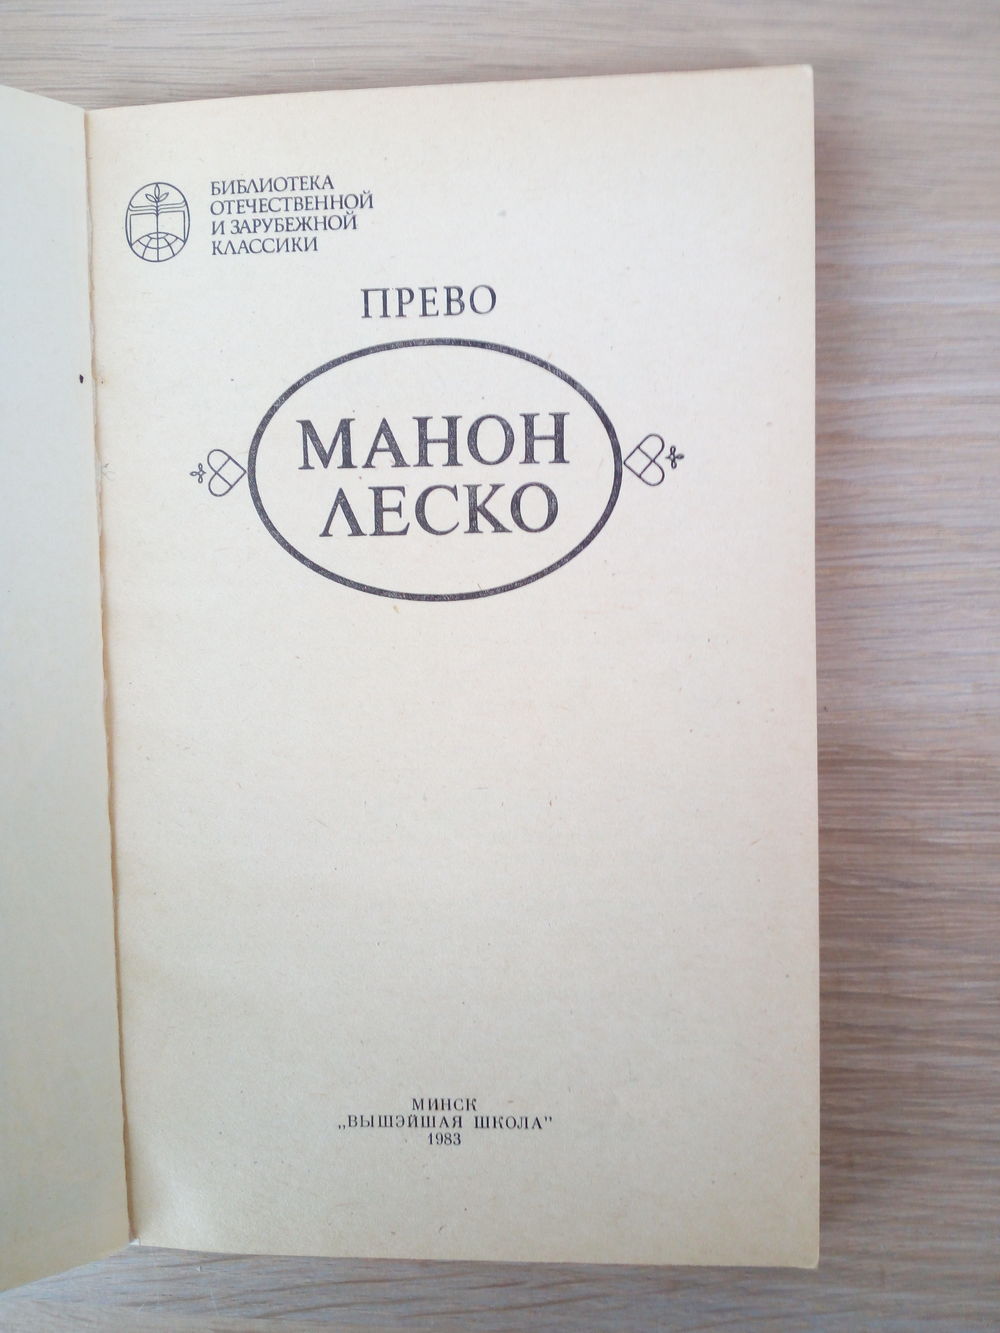 БИБЛИОТЕКА
ОТЕЧЕСТВЕННОЙ
И ЗАРУБЕЖНОЙ
КЛАССИКИ
ПРЕВО
МАНОН
ЛЕСКО
МИНСК
„ВЫШЭЙШАЯ ШКОЛА”
1983